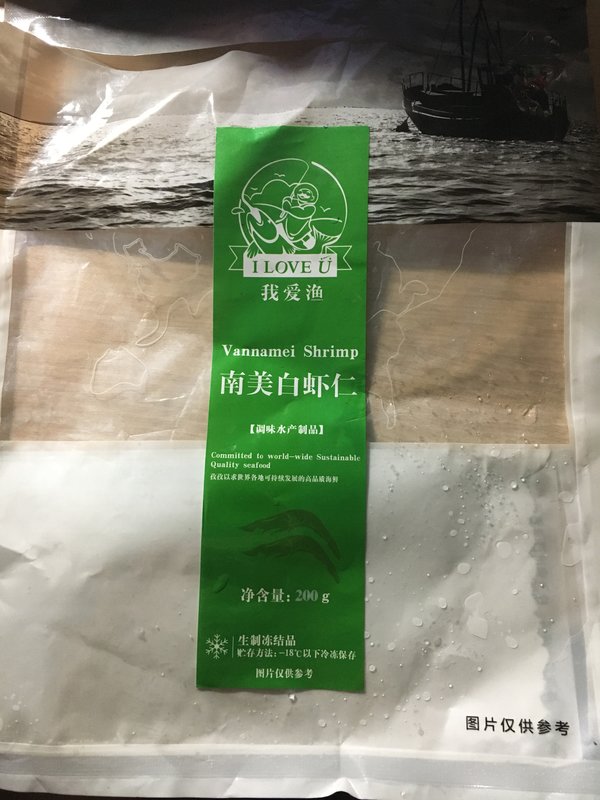 I LOVE Ü
我爱渔
Vannamei Shrimp
南美白虾仁
【调味水产制品】
Committed to world-wide Sustainable
Quality seafood
孜孜以求世界各地可持续发展的高品质海鲜
净含量: 200 g
生制冻结品
贮存方法: -18℃以下冷冻保存
图片仅供参考
图片仅供参考